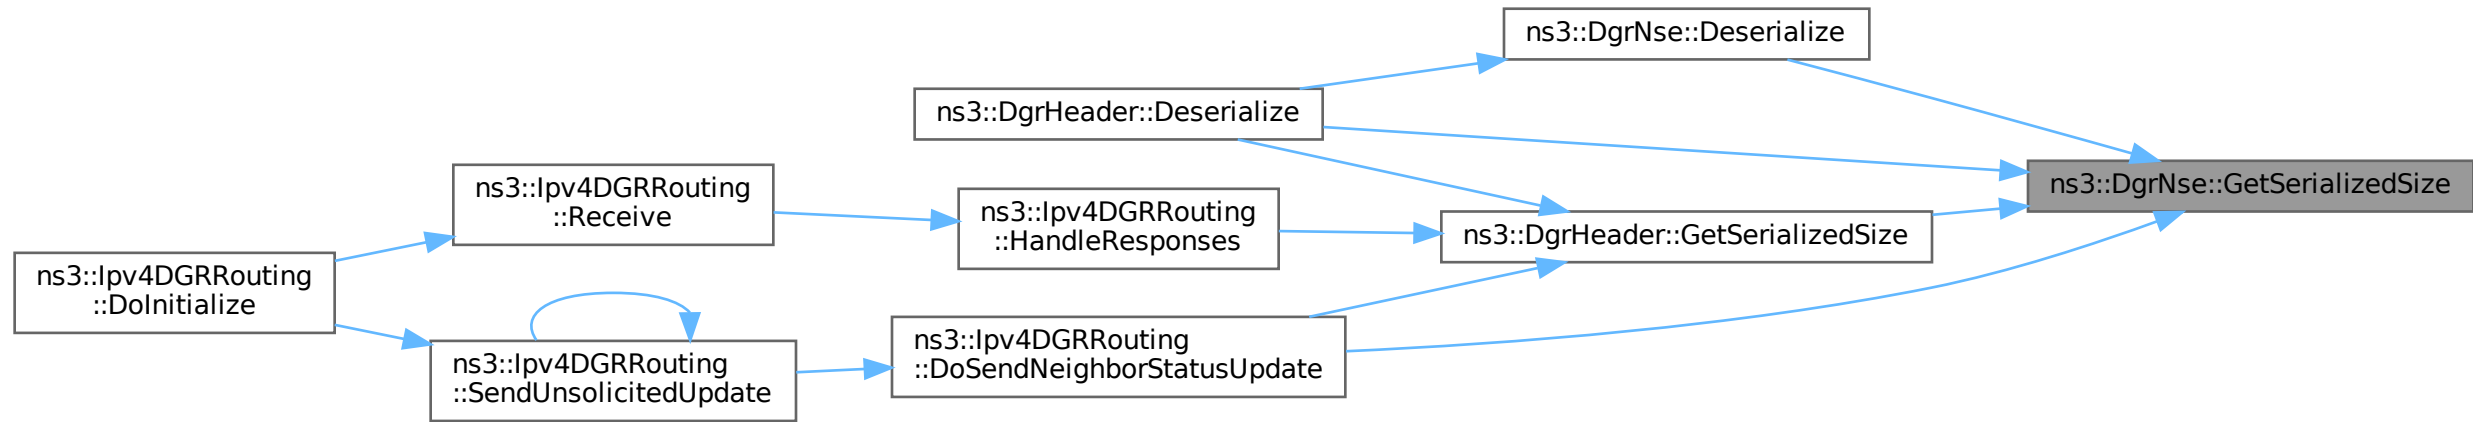 ns3::DgrNse::Deserialize
ns3::DgrHeader::Deserialize
ns3::Ipv4DGRRouting
::Receive
ns3::Ipv4DGRRouting
::HandleResponses
ns3::DgrNse::GetSerializedSize
ns3::DgrHeader::GetSerializedSize
ns3::Ipv4DGRRouting
::DoInitialize
ns3::Ipv4DGRRouting
::DoSendNeighborStatusUpdate
ns3::Ipv4DGRRouting
::SendUnsolicitedUpdate